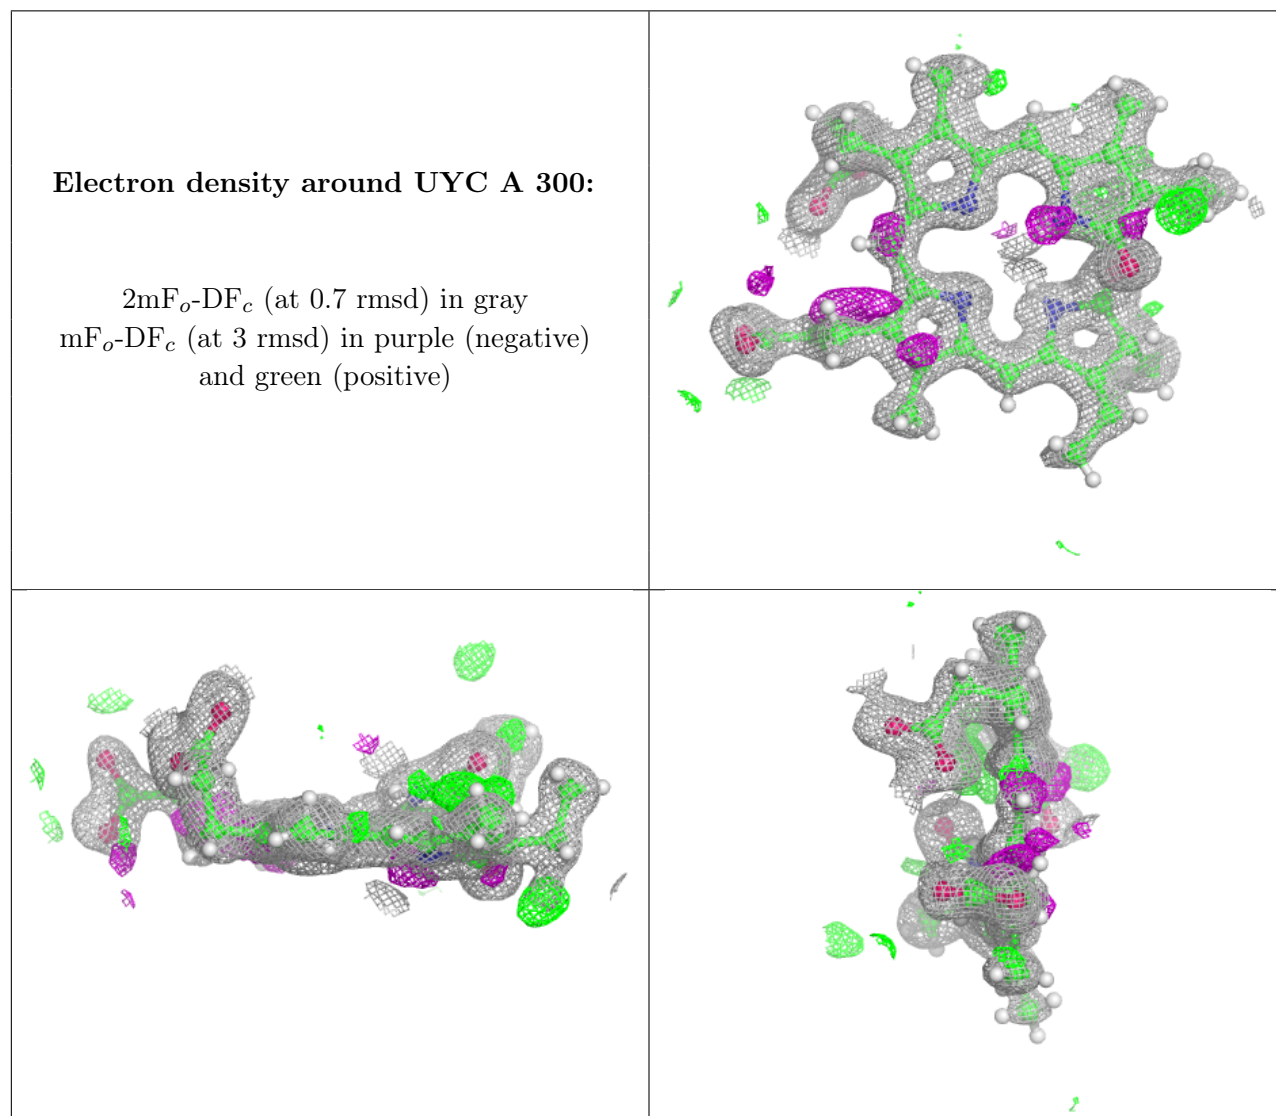 Electron density around UYC A 300:
2mFo-DFc (at 0.7 rmsd) in gray
mFo-DFc (at 3 rmsd) in purple (negative)
and green (positive)